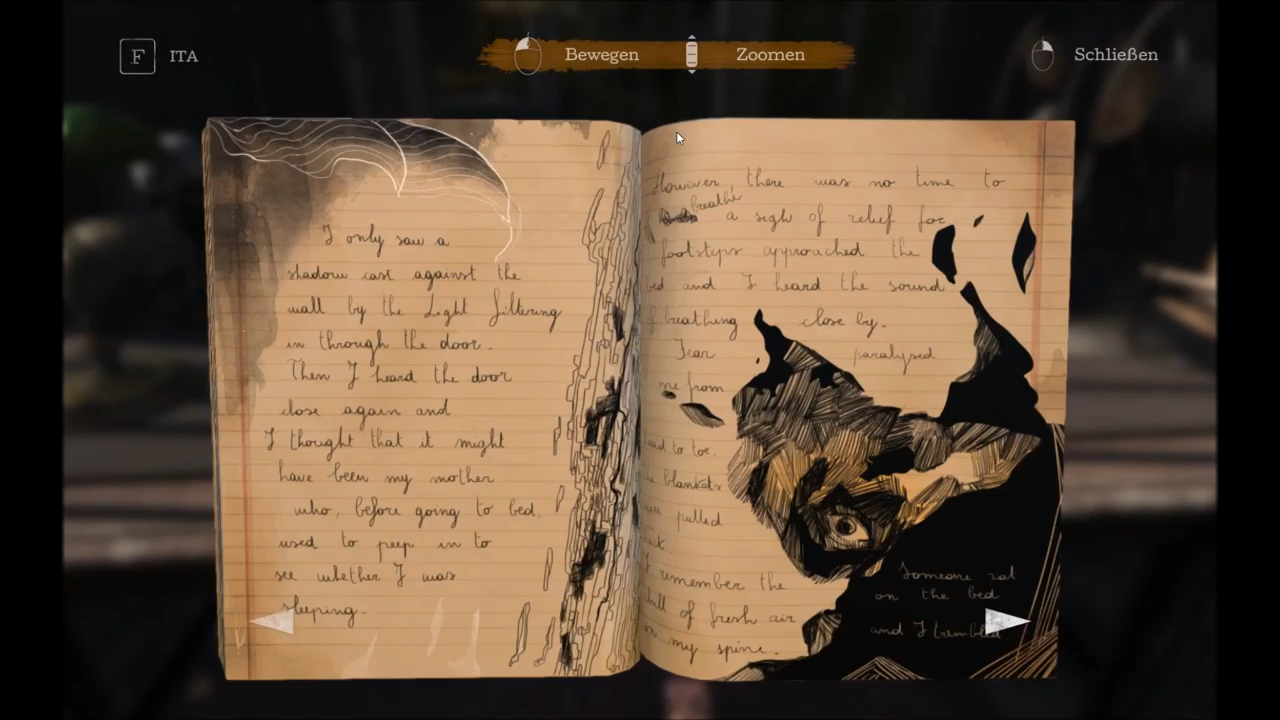 F ITA
Bewegen
Zoomen
Schließen
I only saw a
shadow cast against the
wall by the Light filtering
in through the door.
Then I heard the door
close again and
I thought that it might
have been my mother
who, before going to bed,
used to peep in to
see whether I was
sleeping.
However, there was no time to
breathe
a sigh of relief for
footsteps approached the
bed and I heard the sound
of breathing close by.
Fear paralysed
me from
head to toe.
The blankets
were pulled
back.
I remember the
chill of fresh air
on my spine.
Someone sat
on the bed
and I trembled